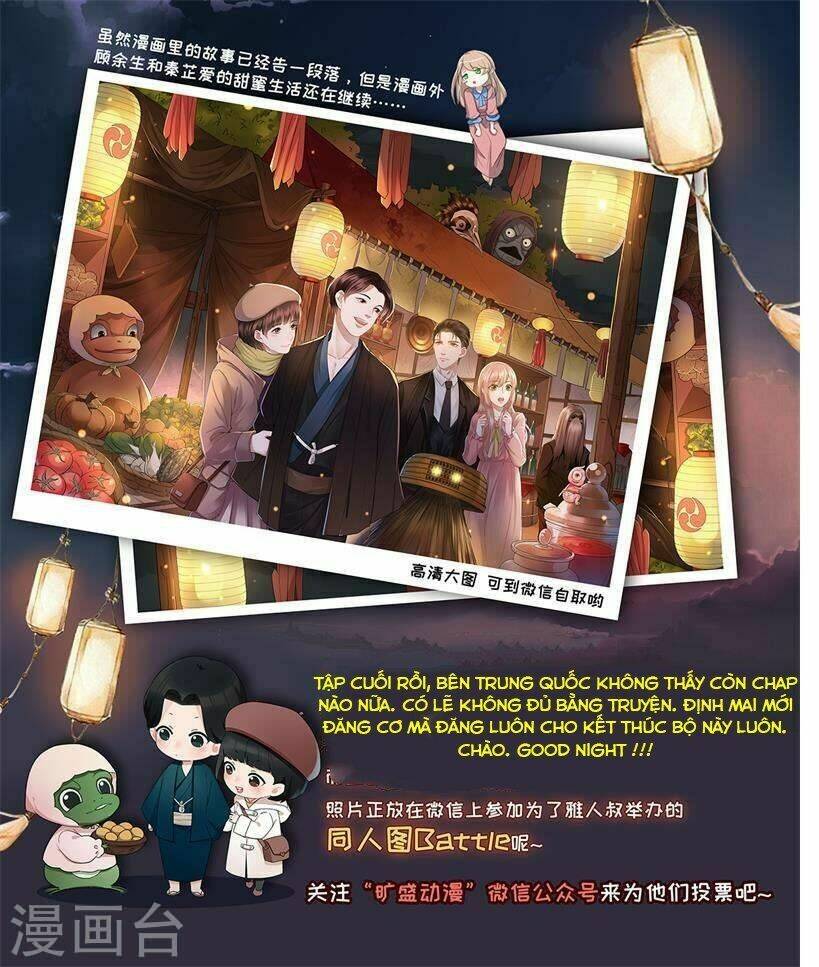 虽然漫画里的故事已经告一段落，但是漫画外
顾余生和秦芷爱的甜蜜生活还在继续……
高清大图 可到微信自取哟
TẬP CUỐI RỒI, BÊN TRUNG QUỐC KHÔNG THẤY CÒN CHAP
NÀO NỮA. CÓ LẼ KHÔNG ĐỦ BẰNG TRUYỆN. ĐỊNH MAI MỚI
ĐĂNG CƠ MÀ ĐĂNG LUÔN CHO KẾT THÚC BỘ NÀY LUÔN.
CHÀO. GOOD NIGHT !!!
照片正放在微信上参加为了雅人叔举办的
同人图Battle呢~
关注“旷盛动漫”微信公众号来为他们投票吧~
漫画台